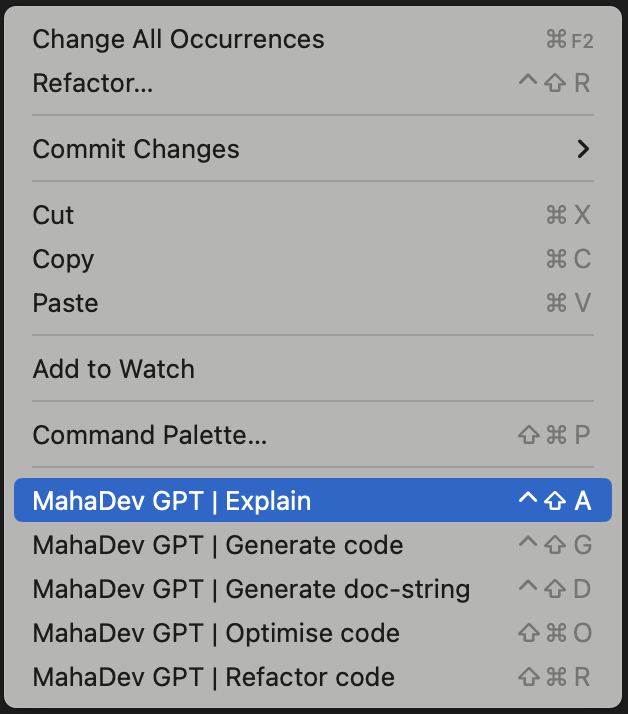 Change All Occurrences ⌘F2
Refactor... ^⇧R
Commit Changes >
Cut ⌘X
Copy ⌘C
Paste ⌘V
Add to Watch
Command Palette... ⇧⌘P
MahaDev GPT | Explain ^⇧A
MahaDev GPT | Generate code ^⇧G
MahaDev GPT | Generate doc-string ^⇧D
MahaDev GPT | Optimise code ⇧⌘O
MahaDev GPT | Refactor code ⇧⌘R